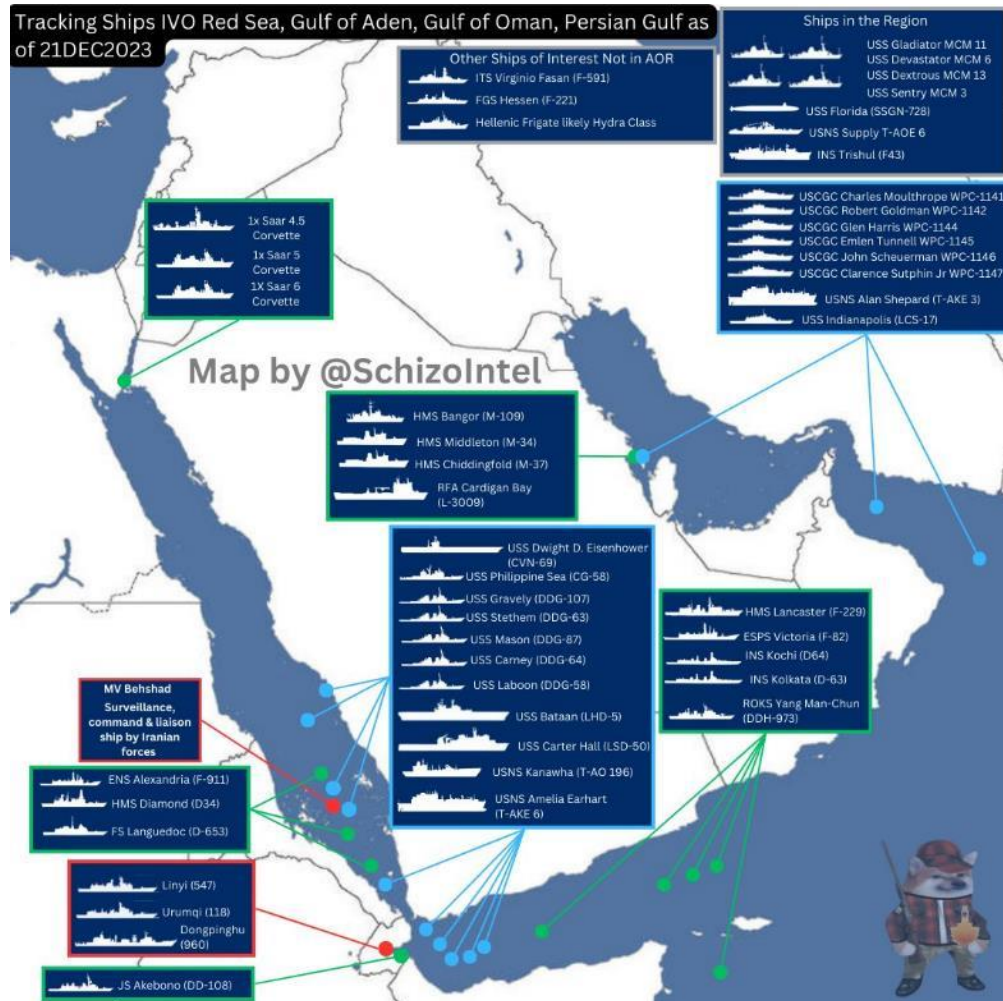 Tracking Ships IVO Red Sea, Gulf of Aden, Gulf of Oman, Persian Gulf as
of 21DEC2023
Other Ships of Interest Not in AOR
ITS Virginio Fasan (F-591)
FGS Hessen (F-221)
Hellenic Frigate likely Hydra Class
Ships in the Region
USS Gladiator MCM 11
USS Devastator MCM 6
USS Dextrous MCM 13
USS Sentry MCM 3
USS Florida (SSGN-728)
USNS Supply T-AOE 6
INS Trishul (F43)
USCGC Charles Moulthrope WPC-1141
USCGC Robert Goldman WPC-1142
USCGC Glen Harris WPC-1144
USCGC Emlen Tunnell WPC-1145
USCGC John Scheuerman WPC-1146
USCGC Clarence Sutphin Jr WPC-1147
USNS Alan Shepard (T-AKE 3)
USS Indianapolis (LCS-17)
1x Saar 4.5
Corvette
1x Saar 5
Corvette
1X Saar 6
Corvette
Map by @SchizoIntel
HMS Bangor (M-109)
HMS Middleton (M-34)
HMS Chiddingfold (M-37)
RFA Cardigan Bay
(L-3009)
USS Dwight D. Eisenhower
(CVN-69)
USS Philippine Sea (CG-58)
USS Gravely (DDG-107)
USS Stethem (DDG-63)
USS Mason (DDG-87)
USS Carney (DDG-64)
USS Laboon (DDG-58)
USS Bataan (LHD-5)
USS Carter Hall (LSD-50)
USNS Kanawha (T-AO 196)
USNS Amelia Earhart
(T-AKE 6)
HMS Lancaster (F-229)
ESPS Victoria (F-82)
INS Kochi (D64)
INS Kolkata (D-63)
ROKS Yang Man-Chun
(DDH-973)
MV Behshad
Surveillance,
command & liaison
ship by Iranian
forces
ENS Alexandria (F-911)
HMS Diamond (D34)
FS Languedoc (D-653)
Linyi (547)
Urumqi (118)
Dongpinghu
(960)
JS Akebono (DD-108)